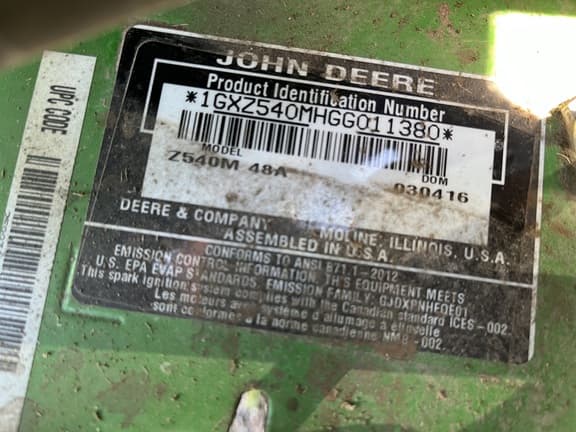 UPC CODE
JOHN DEERE
Product Identification Number
*1GXZ540MHGG011380*
MODEL DOM
Z540M 48A 030416
DEERE & COMPANY MOLINE, ILLINOIS, U.S.A.
ASSEMBLED IN U.S.A.
CONFORMS TO ANSI B71.1-2012
EMISSION CONTROL INFORMATION THIS EQUIPMENT MEETS
U.S. EPA EVAP STANDARDS. EMISSION FAMILY: GJDXPNHFOE01
This spark ignition system complies with the Canadian standard ICES-002.
Les moteurs avec système d'allumage à étincelle
sont conformes à la norme canadienne NMB-002.